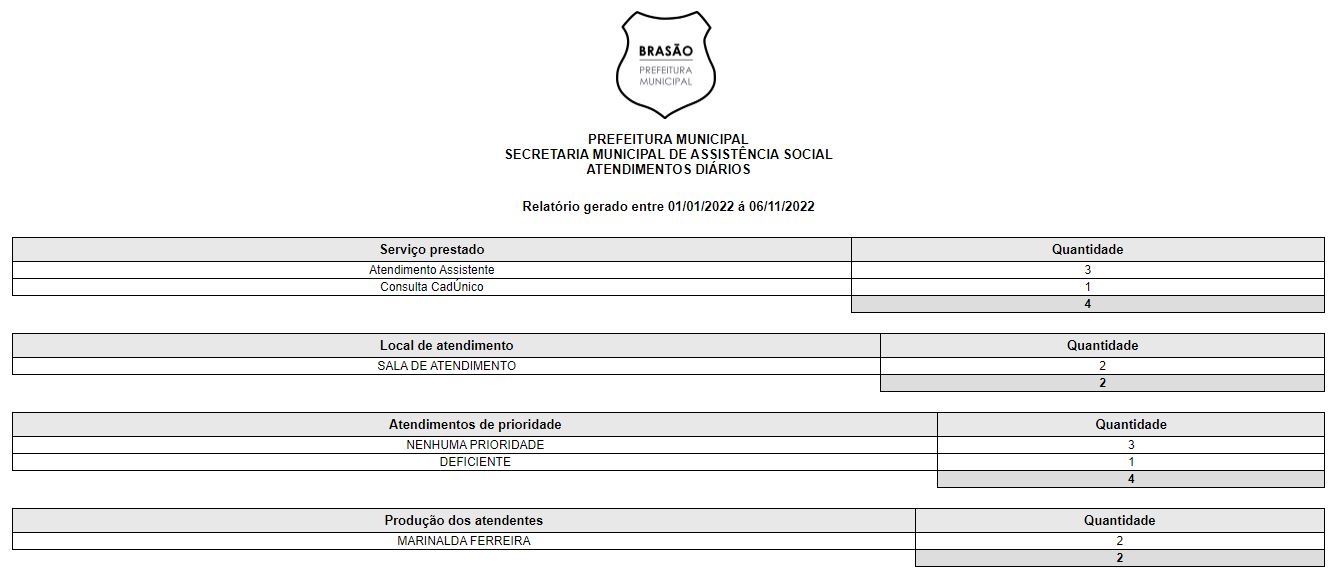 BRASÃO
PREFEITURA
MUNICIPAL
PREFEITURA MUNICIPAL
SECRETARIA MUNICIPAL DE ASSISTÊNCIA SOCIAL
ATENDIMENTOS DIÁRIOS
Relatório gerado entre 01/01/2022 á 06/11/2022
Serviço prestado Quantidade
Atendimento Assistente 3
Consulta CadÚnico 1
4
Local de atendimento Quantidade
SALA DE ATENDIMENTO 2
2
Atendimentos de prioridade Quantidade
NENHUMA PRIORIDADE 3
DEFICIENTE 1
4
Produção dos atendentes Quantidade
MARINALDA FERREIRA 2
2